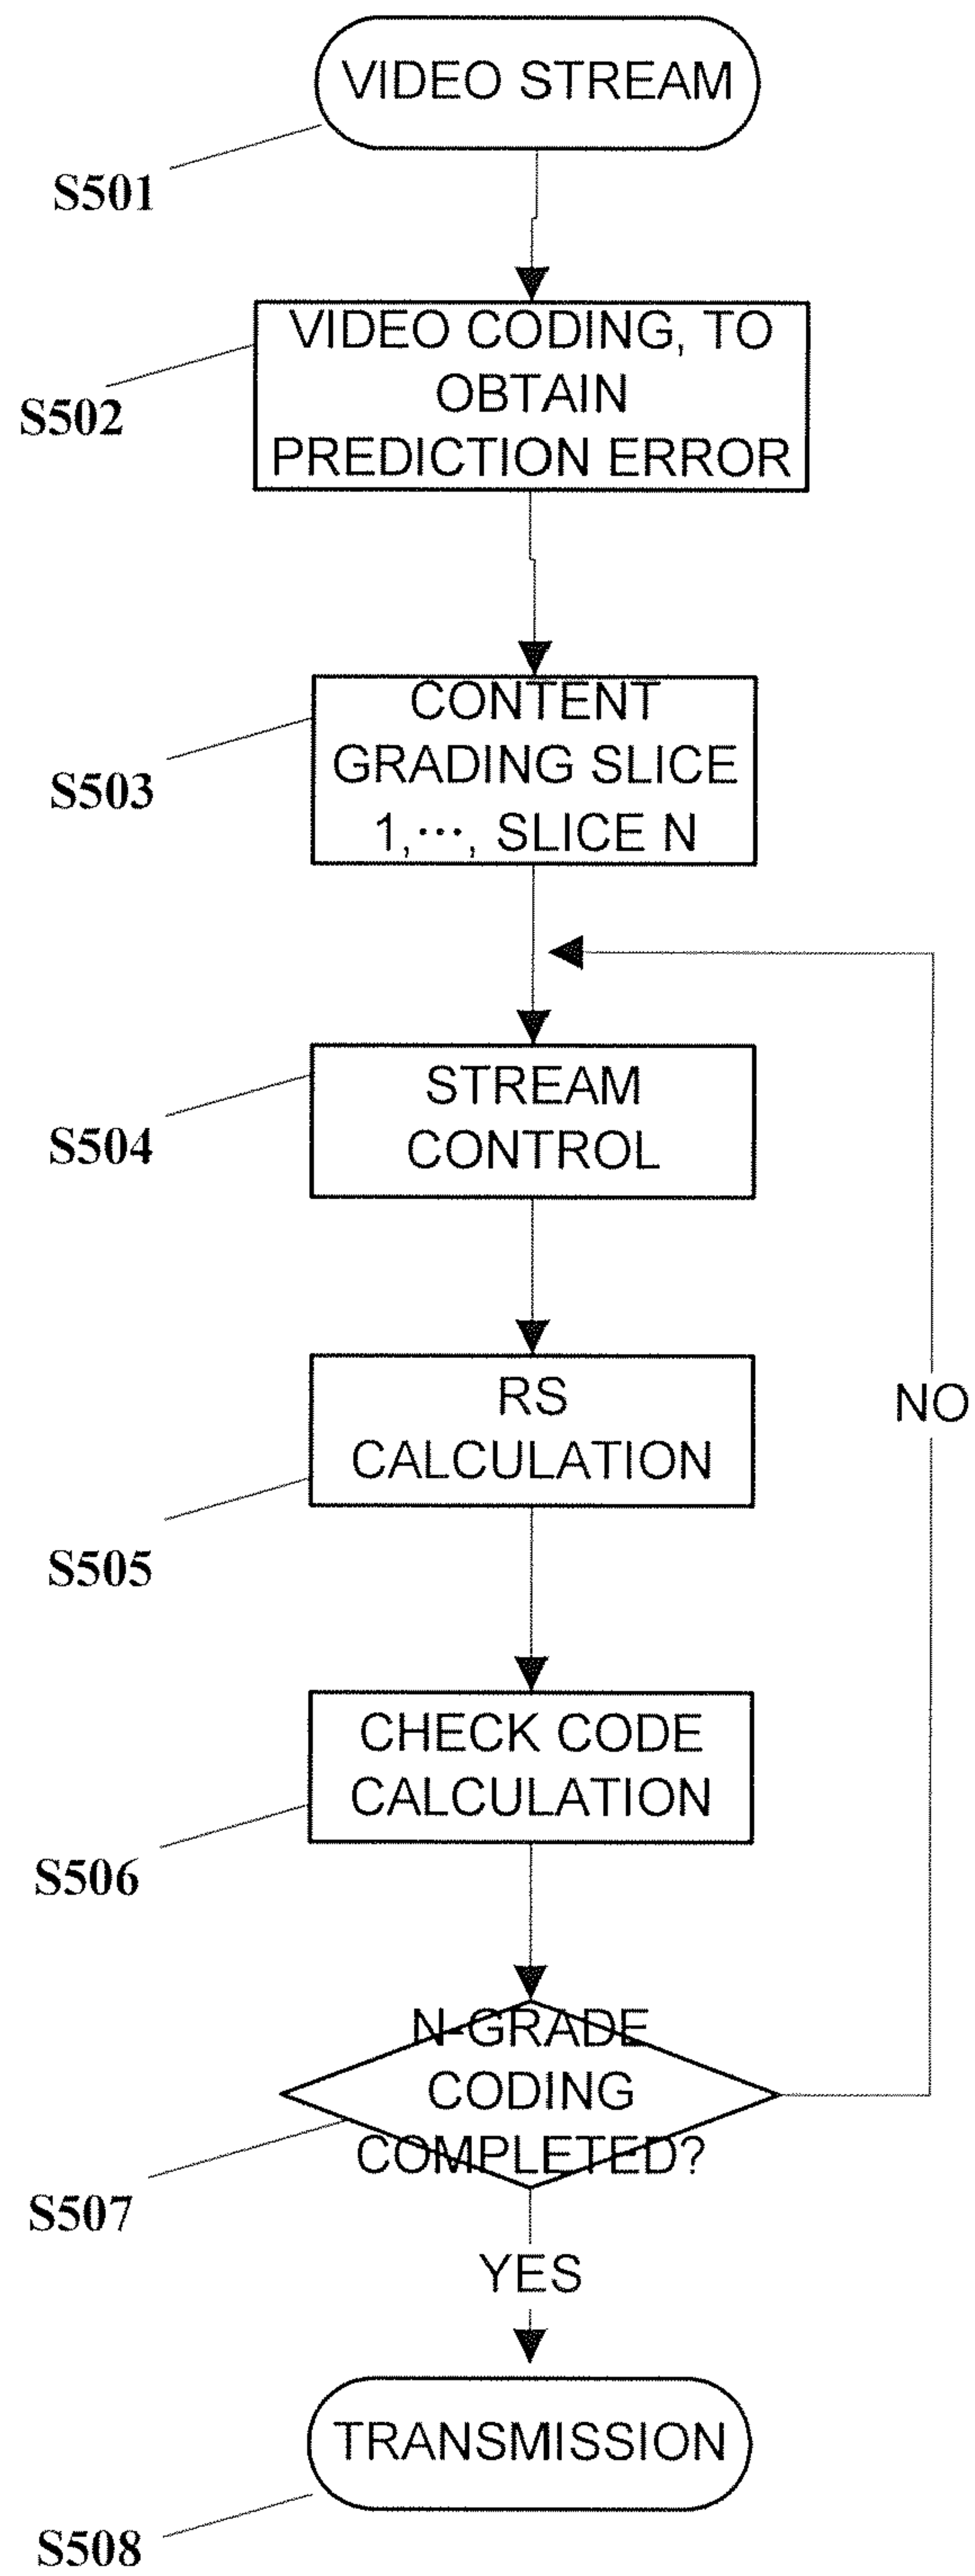 VIDEO STREAM
S501
VIDEO CODING, TO
OBTAIN
PREDICTION ERROR
S502
CONTENT
GRADING SLICE
1,···, SLICE N
S503
STREAM
CONTROL
S504
RS
CALCULATION
NO
S505
CHECK CODE
CALCULATION
S506
N-GRADE
CODING
COMPLETED?
S507
YES
TRANSMISSION
S508